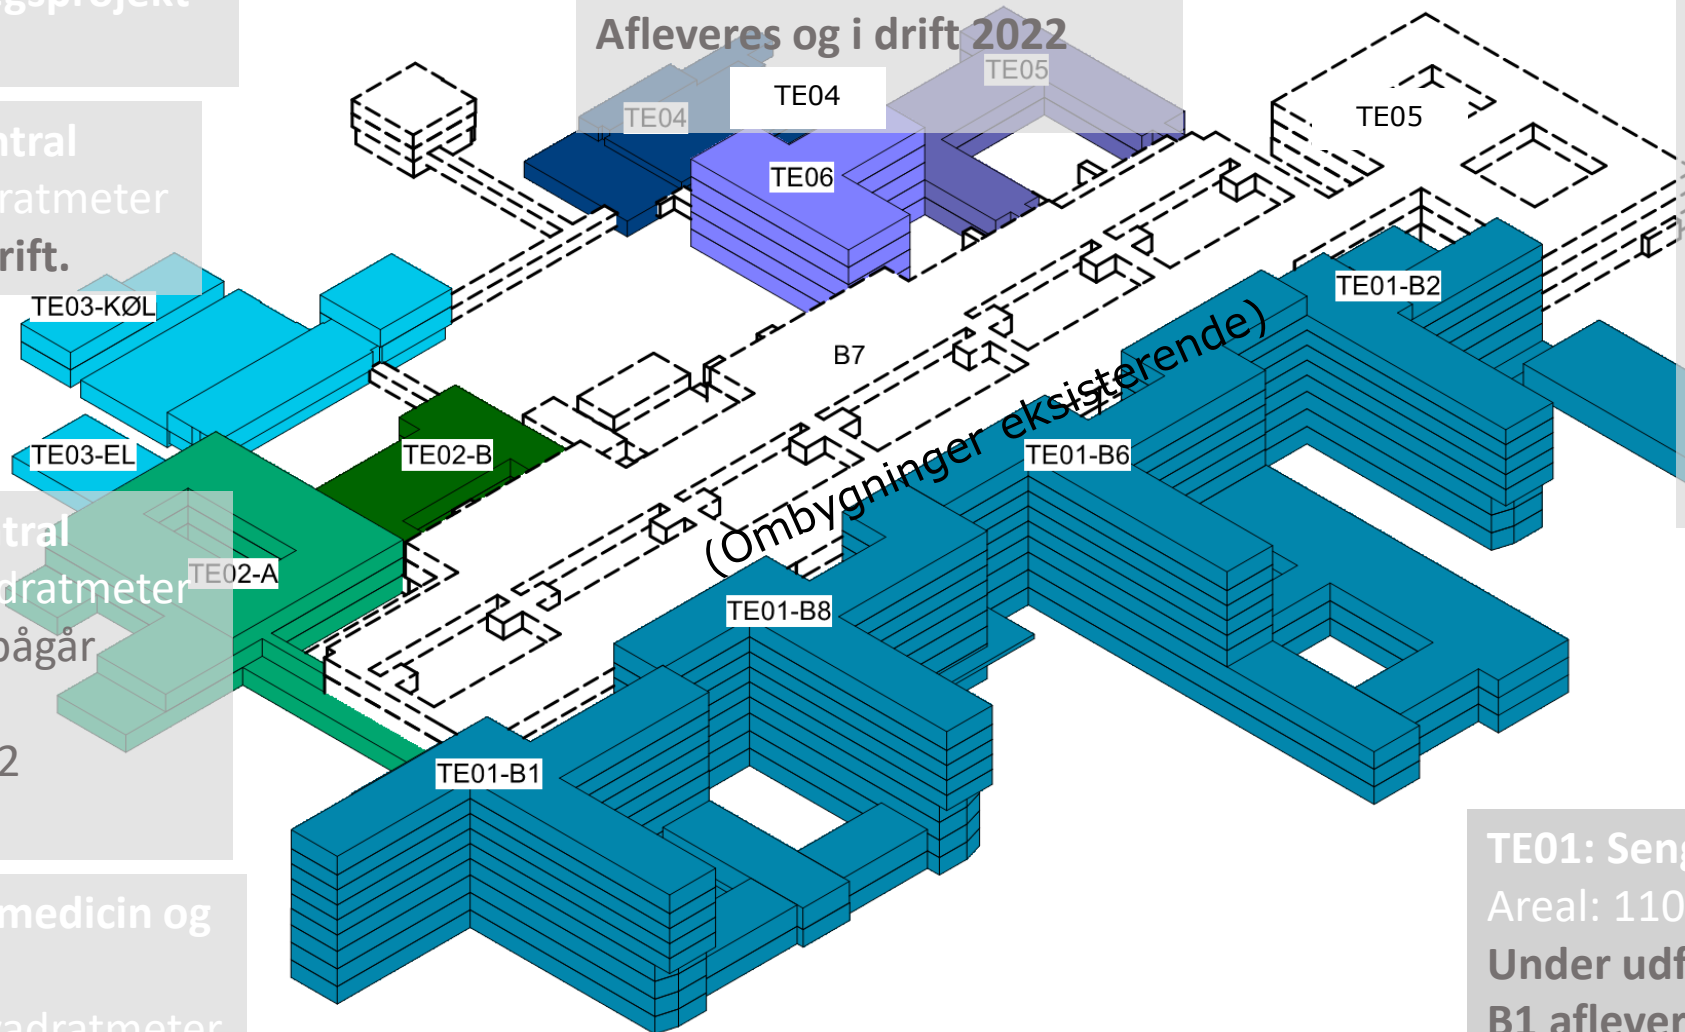 Afleveres og i drift 2022
TE05
TE04
TE04
TE05
TE06
ntral
ratmeter
rift.
TE03-KØL
TE01-B2
B7
(Ombygninger eksisterende)
TE03-EL
TE02-B
TE01-B6
tral
TE02-A
dratmeter
pågår
2
TE01-B8
TE01-B1
medicin og
vadratmeter
TE01: Seng
Areal: 110
Under udf
B1 aflever